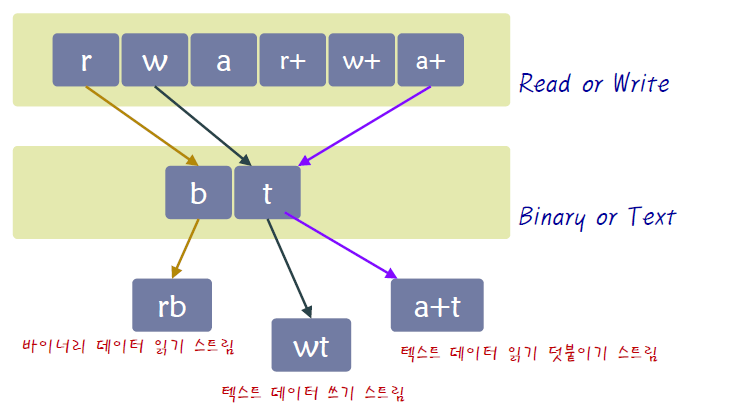 r w a r+ w+ a+
Read or Write
b t
Binary or Text
rb
a+t
바이너리 데이터 읽기 스트림
wt
텍스트 데이터 읽기 덧붙이기 스트림
텍스트 데이터 쓰기 스트림